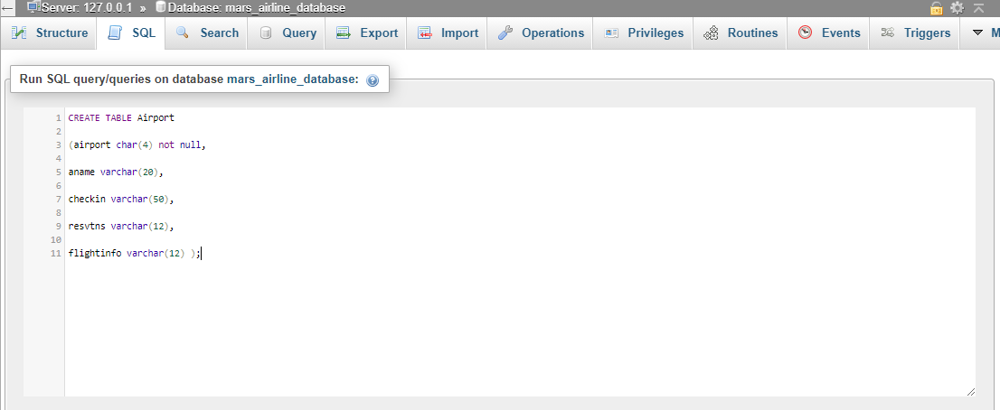 Server: 127.0.0.1 » Database: mars_airline_database
Structure SQL Search Query Export Import Operations Privileges Routines Events Triggers M
Run SQL query/queries on database mars_airline_database:
1 CREATE TABLE Airport
2
3 (airport char(4) not null,
4
5 aname varchar(20),
6
7 checkin varchar(50),
8
9 resvtns varchar(12),
10
11 flightinfo varchar(12) );